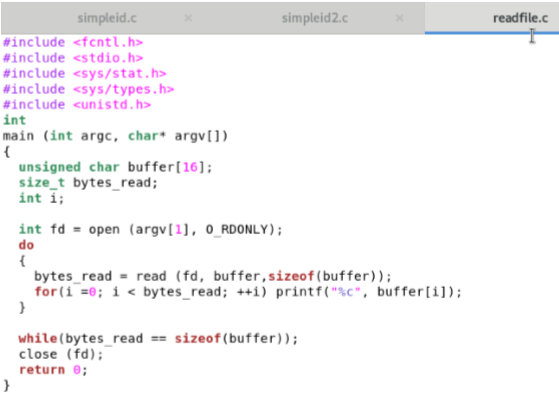 simpleid.c × simpleid2.c × readfile.c
#include <fcntl.h>
#include <stdio.h>
#include <sys/stat.h>
#include <sys/types.h>
#include <unistd.h>
int
main (int argc, char* argv[])
{
  unsigned char buffer[16];
  size_t bytes_read;
  int i;

  int fd = open (argv[1], O_RDONLY);
  do
  {
    bytes_read = read (fd, buffer,sizeof(buffer));
    for(i =0; i < bytes_read; ++i) printf("%c", buffer[i]);
  }

  while(bytes_read == sizeof(buffer));
  close (fd);
  return 0;
}